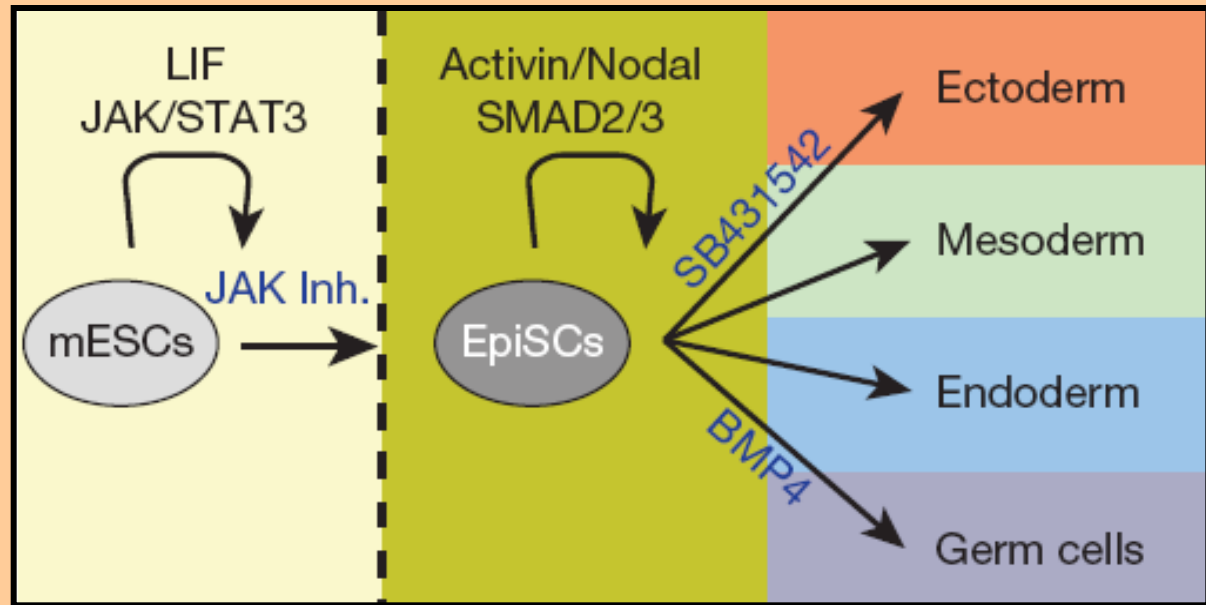 LIF
JAK/STAT3
JAK Inh.
mESCs
Activin/Nodal
SMAD2/3
EpiSCs
SB431542
BMP4
Ectoderm
Mesoderm
Endoderm
Germ cells